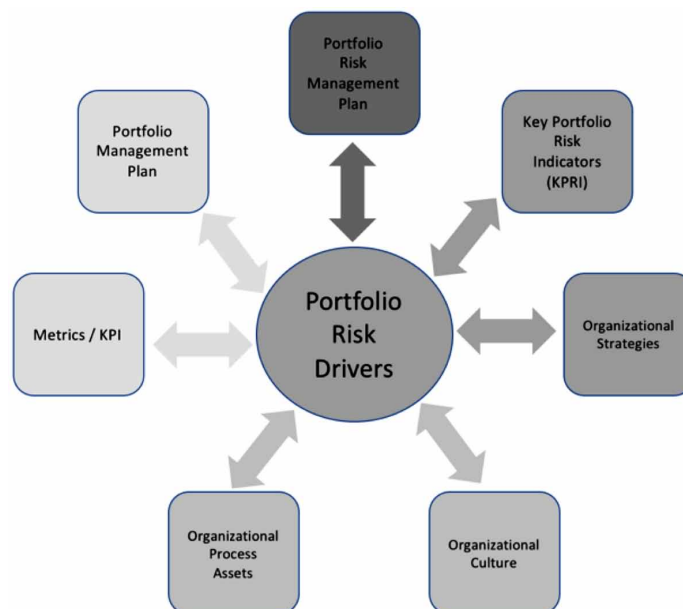 Portfolio
Risk
Management
Plan
Portfolio
Management
Plan
Key Portfolio
Risk
Indicators
(KPRI)
Portfolio
Risk
Drivers
Metrics / KPI
Organizational
Strategies
Organizational
Process
Assets
Organizational
Culture